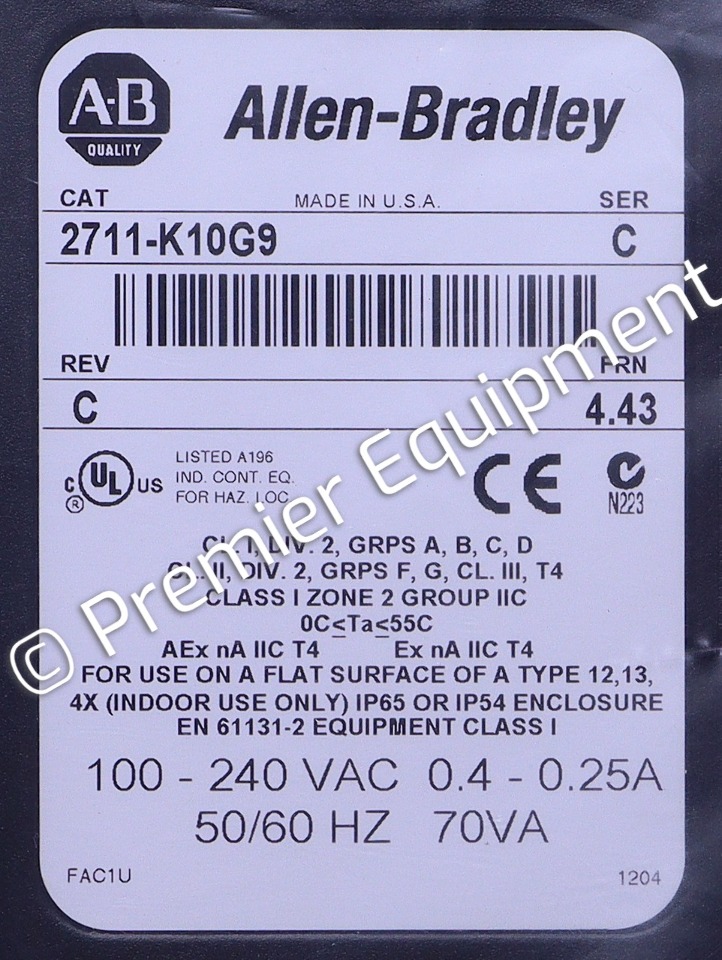 A-B
QUALITY
Allen-Bradley
CAT MADE IN U.S.A. SER
2711-K10G9 C
REV FRN
C 4.43
C UL US ®
LISTED A196
IND. CONT. EQ.
FOR HAZ. LOC.
CE
N223
CL. I, DIV. 2, GRPS A, B, C, D
CL. II, DIV. 2, GRPS F, G, CL. III, T4
CLASS I ZONE 2 GROUP IIC
0C≤Ta≤55C
AEx nA IIC T4 Ex nA IIC T4
FOR USE ON A FLAT SURFACE OF A TYPE 12,13,
4X (INDOOR USE ONLY) IP65 OR IP54 ENCLOSURE
EN 61131-2 EQUIPMENT CLASS I
100 - 240 VAC 0.4 - 0.25A
50/60 HZ 70VA
FAC1U 1204
© Premier Equipment